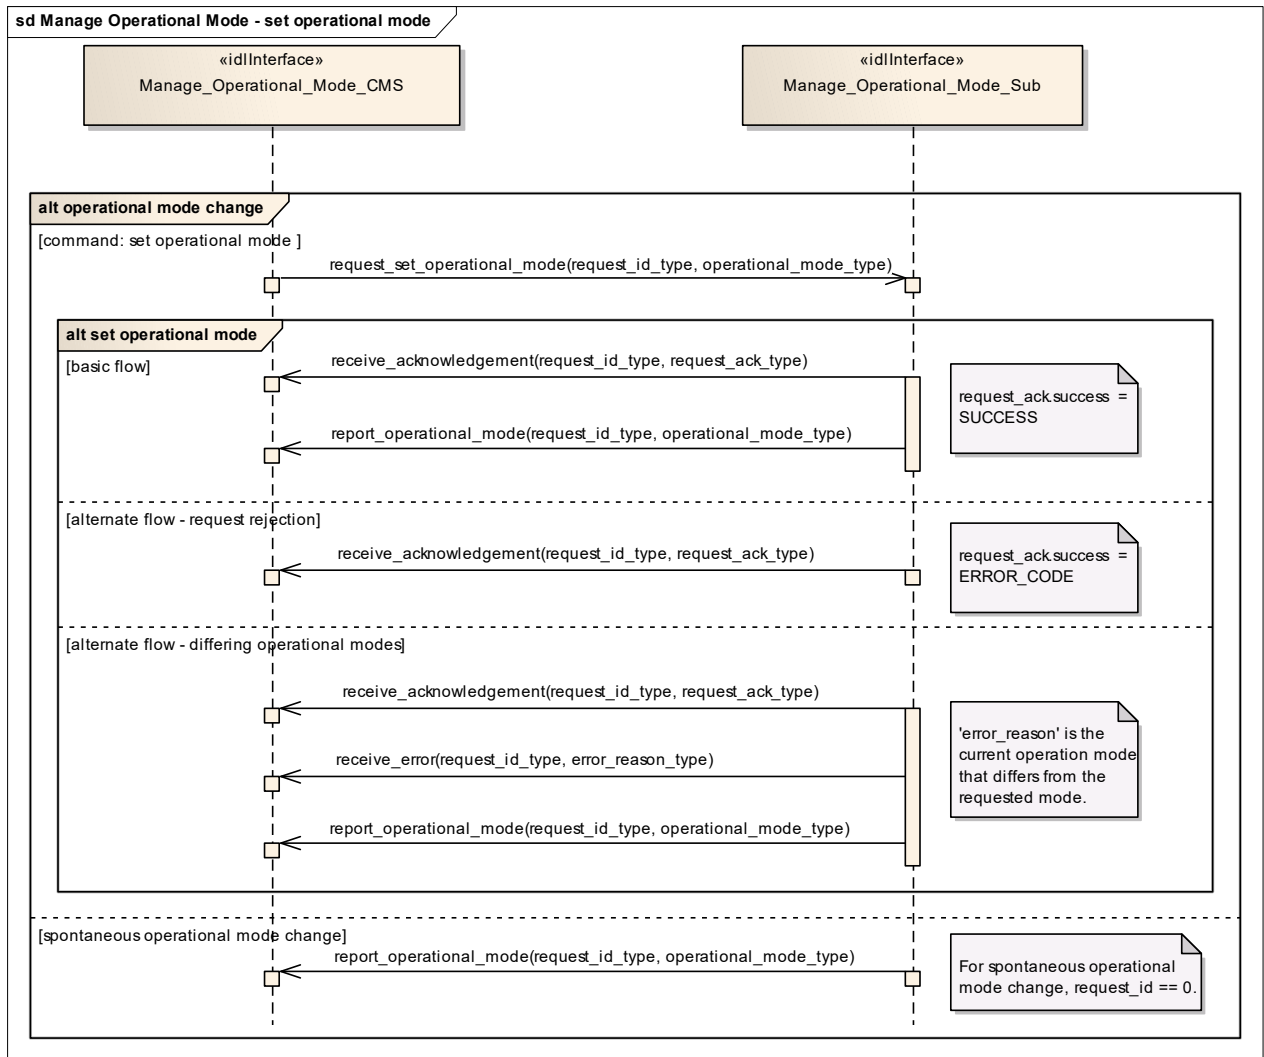 sd Manage Operational Mode - set operational mode
«idlInterface»
Manage_Operational_Mode_CMS
«idlInterface»
Manage_Operational_Mode_Sub
alt operational mode change
[command: set operational mode ]
request_set_operational_mode(request_id_type, operational_mode_type)
alt set operational mode
[basic flow]
receive_acknowledgement(request_id_type, request_ack_type)
request_ack.success =
SUCCESS
report_operational_mode(request_id_type, operational_mode_type)
[alternate flow - request rejection]
receive_acknowledgement(request_id_type, request_ack_type)
request_ack.success =
ERROR_CODE
[alternate flow - differing operational modes]
receive_acknowledgement(request_id_type, request_ack_type)
'error_reason' is the
current operation mode
that differs from the
requested mode.
receive_error(request_id_type, error_reason_type)
report_operational_mode(request_id_type, operational_mode_type)
[spontaneous operational mode change]
report_operational_mode(request_id_type, operational_mode_type)
For spontaneous operational
mode change, request_id == 0.